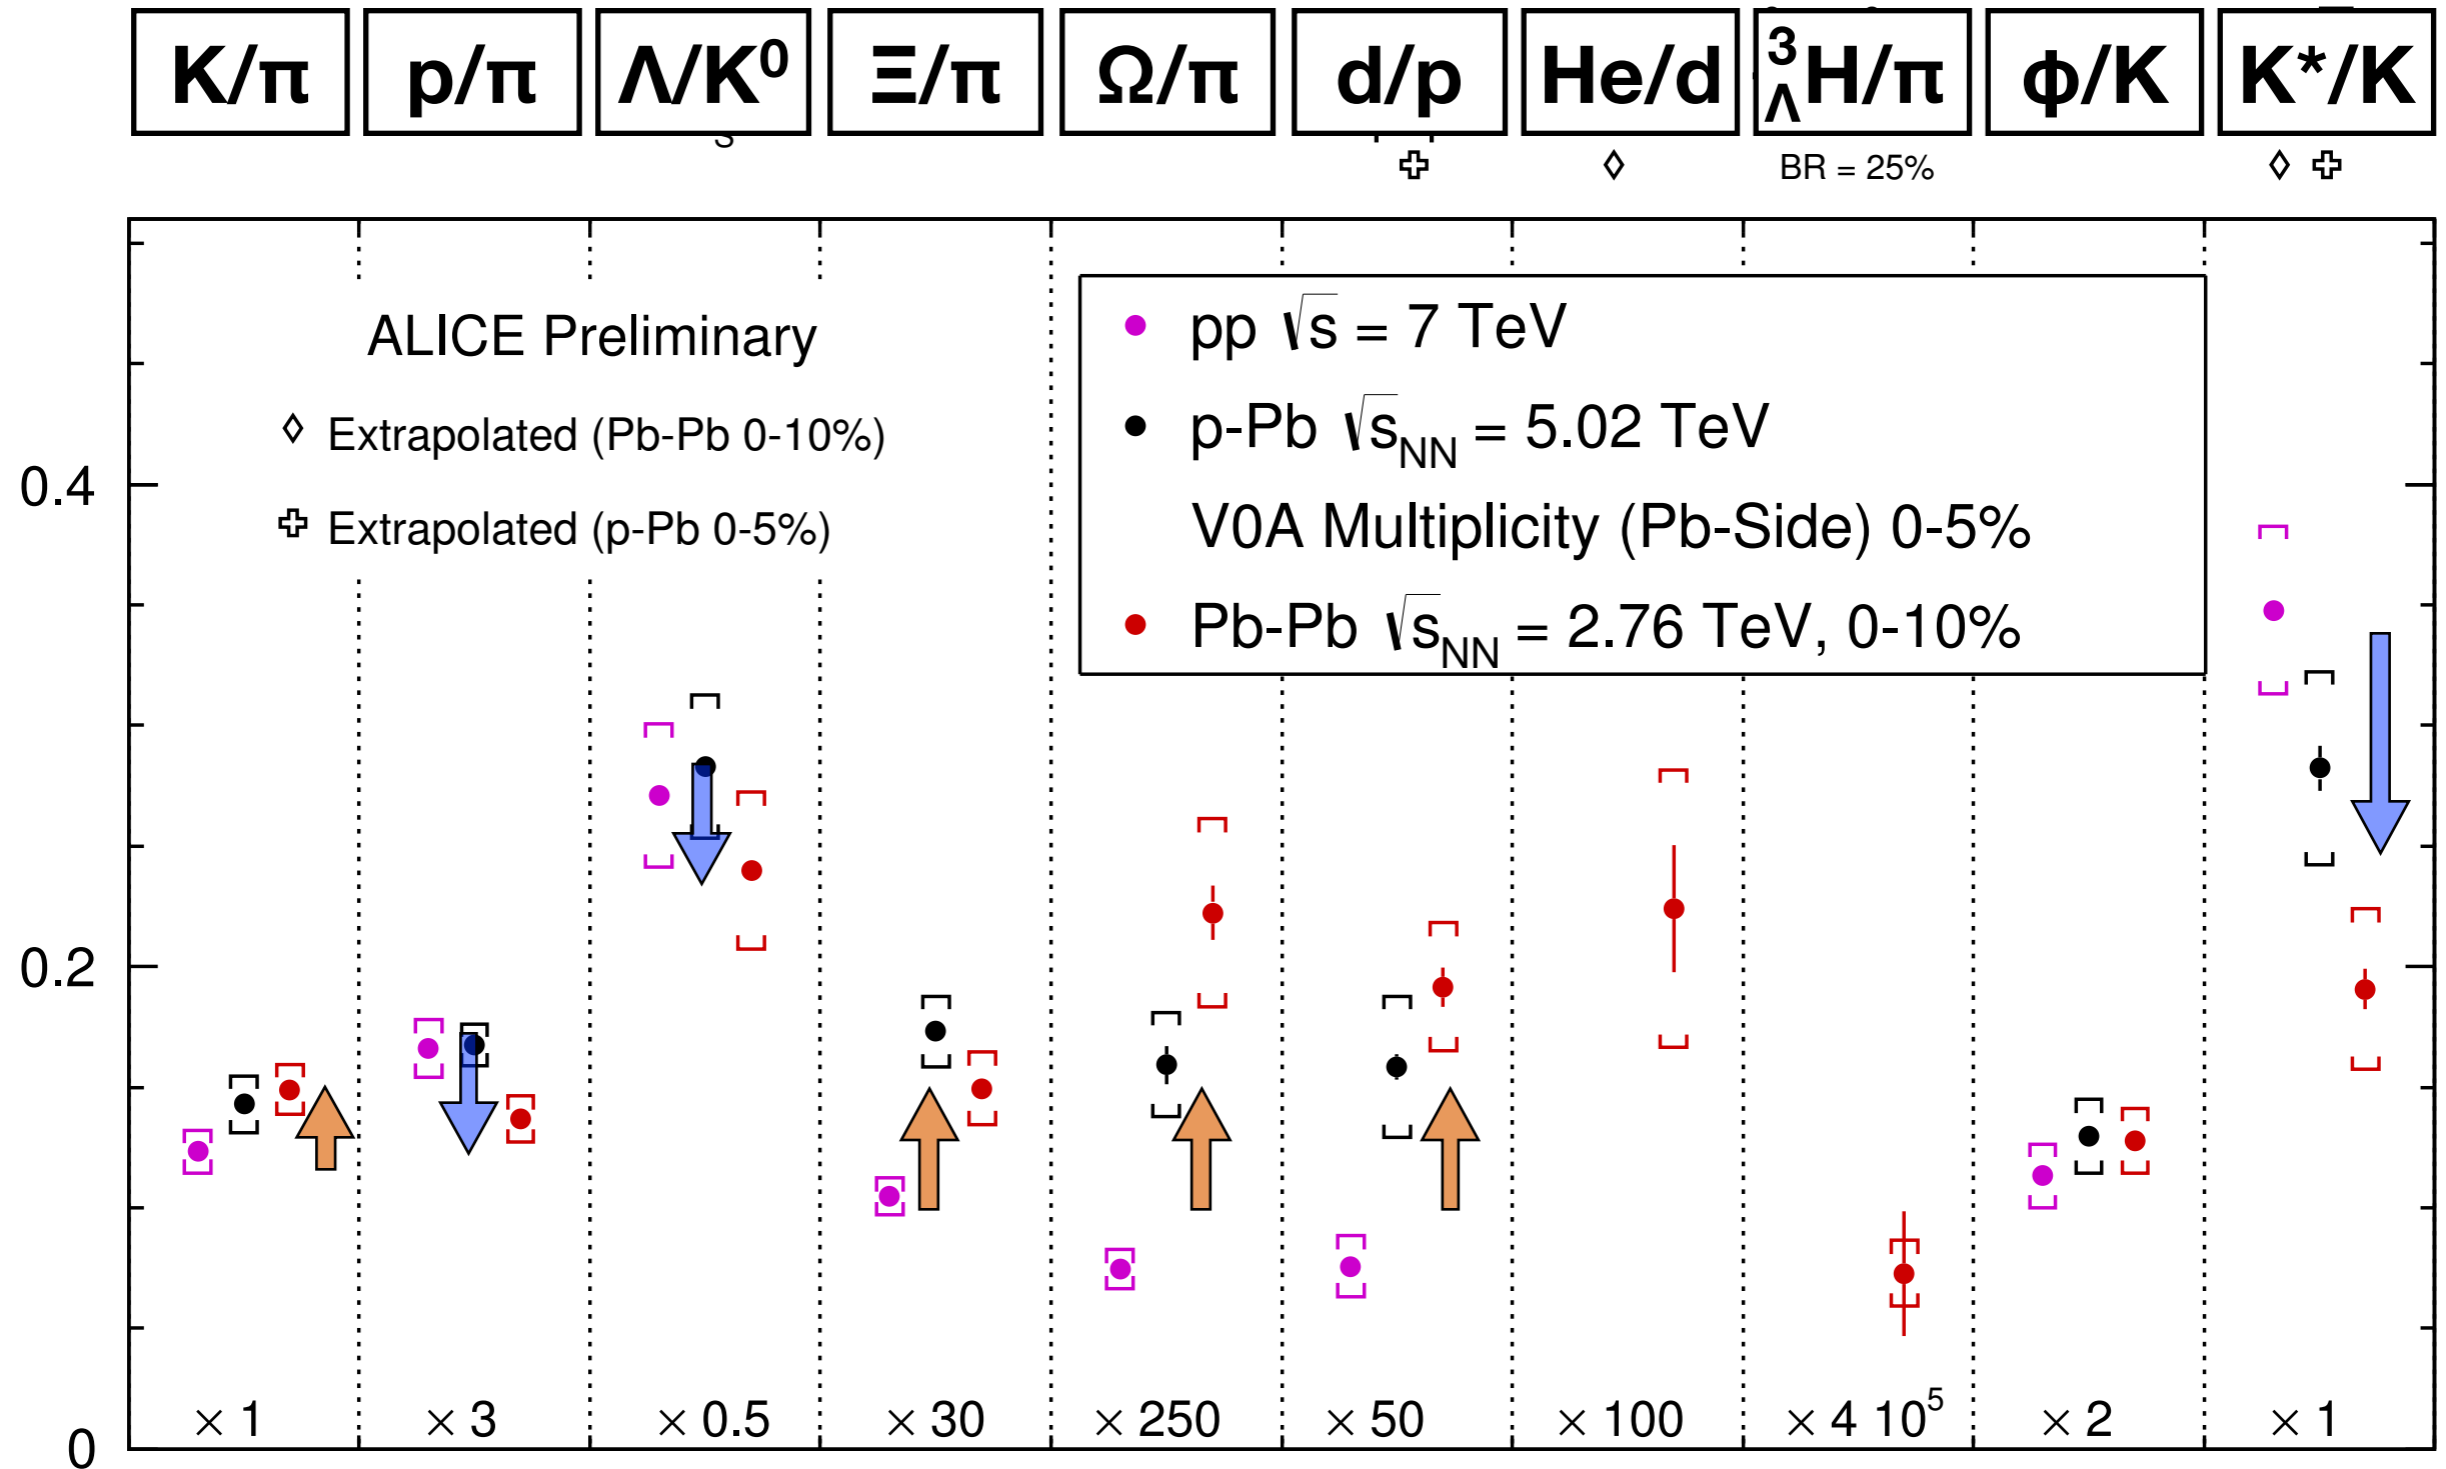 K/π p/π Λ/K⁰ Ξ/π Ω/π d/p He/d ³ΛH/π ϕ/K K*/K
s
BR = 25%
ALICE Preliminary
Extrapolated (Pb-Pb 0-10%)
Extrapolated (p-Pb 0-5%)
pp √s = 7 TeV
p-Pb √sNN = 5.02 TeV
V0A Multiplicity (Pb-Side) 0-5%
Pb-Pb √sNN = 2.76 TeV, 0-10%
0.4
0.2
0
× 1 × 3 × 0.5 × 30 × 250 × 50 × 100 × 4 10⁵ × 2 × 1